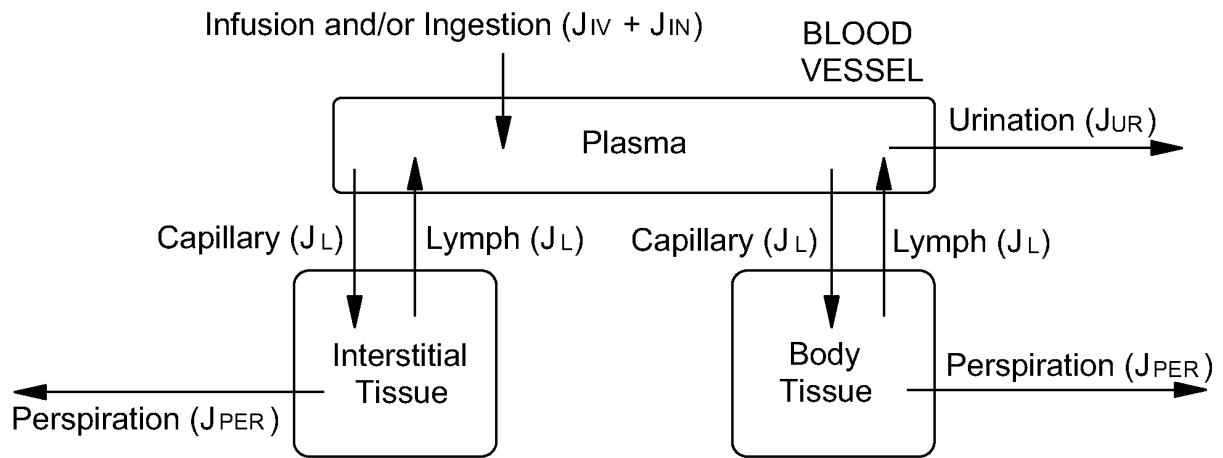 Infusion and/or Ingestion (JIV + JIN)
BLOOD
VESSEL
Plasma
Urination (JUR)
Capillary (JL)
Lymph (JL)
Capillary (JL)
Lymph (JL)
Interstitial
Tissue
Body
Tissue
Perspiration (JPER)
Perspiration (JPER)